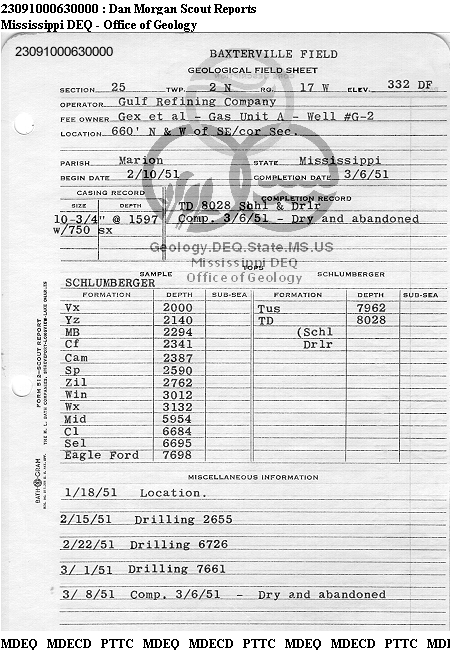 23091000630000 : Dan Morgan Scout Reports
Mississippi DEQ - Office of Geology
23091000630000
BAXTERVILLE FIELD
GEOLOGICAL FIELD SHEET
SECTION 25 TWP. 2 N RG. 17 W ELEV. 332 DF
OPERATOR Gulf Refining Company
FEE OWNER Gex et al - Gas Unit A - Well #G-2
LOCATION 660' N & W of SE/cor Sec.
PARISH Marion STATE Mississippi
BEGIN DATE 2/10/51 COMPLETION DATE 3/6/51
CASING RECORD COMPLETION RECORD
SIZE DEPTH TD 8028 Schl & Drlr
10-3/4" @ 1597 Comp. 3/6/51 - Dry and abandoned
w/750 sx
Geology.DEQ.State.MS.US
Mississippi DEQ
Office of Geology
TOPS
SAMPLE SCHLUMBERGER
SCHLUMBERGER
FORMATION DEPTH SUB-SEA FORMATION DEPTH SUB-SEA
Vx 2000 Tus 7962
Yz 2140 TD 8028
MB 2294 (Schl
Cf 2341 Drlr
Cam 2387
Sp 2590
Zil 2762
Win 3012
Wx 3132
Mid 5954
Cl 6684
Sel 6695
Eagle Ford 7698
MISCELLANEOUS INFORMATION
1/18/51 Location.
2/15/51 Drilling 2655
2/22/51 Drilling 6726
3/ 1/51 Drilling 7661
3/ 8/51 Comp. 3/6/51 - Dry and abandoned
FORM 512-SCOUT REPORT
MDEQ MDECD PTTC MDEQ MDECD PTTC MDEQ MDECD PTTC MD